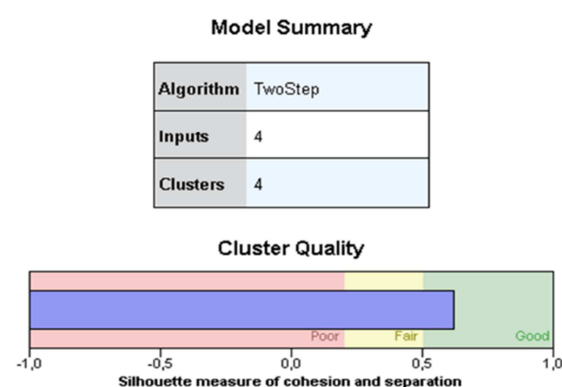 Model Summary
Algorithm TwoStep
Inputs 4
Clusters 4
Cluster Quality
Poor Fair Good
-1,0 -0,5 0,0 0,5 1,0
Silhouette measure of cohesion and separation